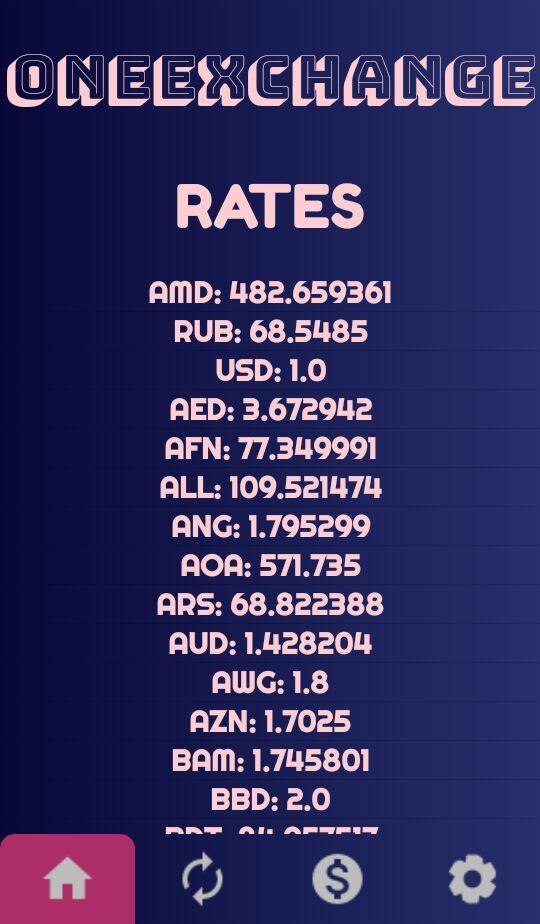 ONEEXCHANGE
RATES
AMD: 482.659361
RUB: 68.5485
USD: 1.0
AED: 3.672942
AFN: 77.349991
ALL: 109.521474
ANG: 1.795299
AOA: 571.735
ARS: 68.822388
AUD: 1.428204
AWG: 1.8
AZN: 1.7025
BAM: 1.745801
BBD: 2.0